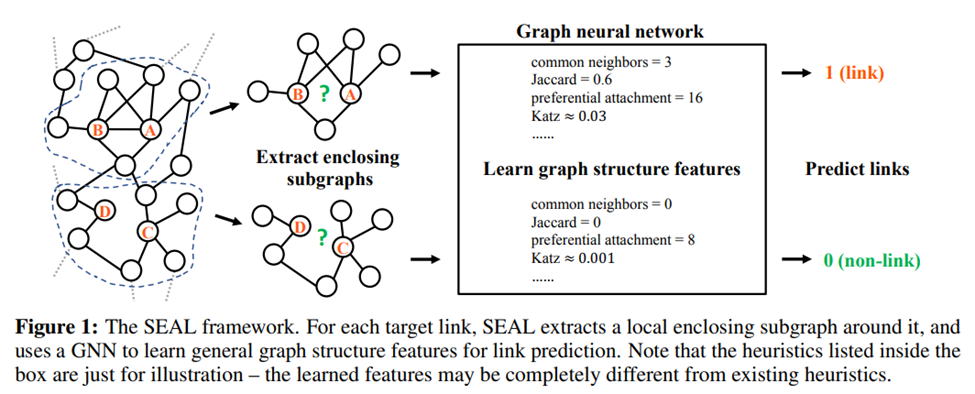 Graph neural network
common neighbors = 3
Jaccard = 0.6
preferential attachment = 16
Katz ≈ 0.03
......
1 (link)
B
A
B
?
A
Extract enclosing
subgraphs
Learn graph structure features
Predict links
D
C
D
?
C
common neighbors = 0
Jaccard = 0
preferential attachment = 8
Katz ≈ 0.001
......
0 (non-link)
Figure 1: The SEAL framework. For each target link, SEAL extracts a local enclosing subgraph around it, and
uses a GNN to learn general graph structure features for link prediction. Note that the heuristics listed inside the
box are just for illustration – the learned features may be completely different from existing heuristics.